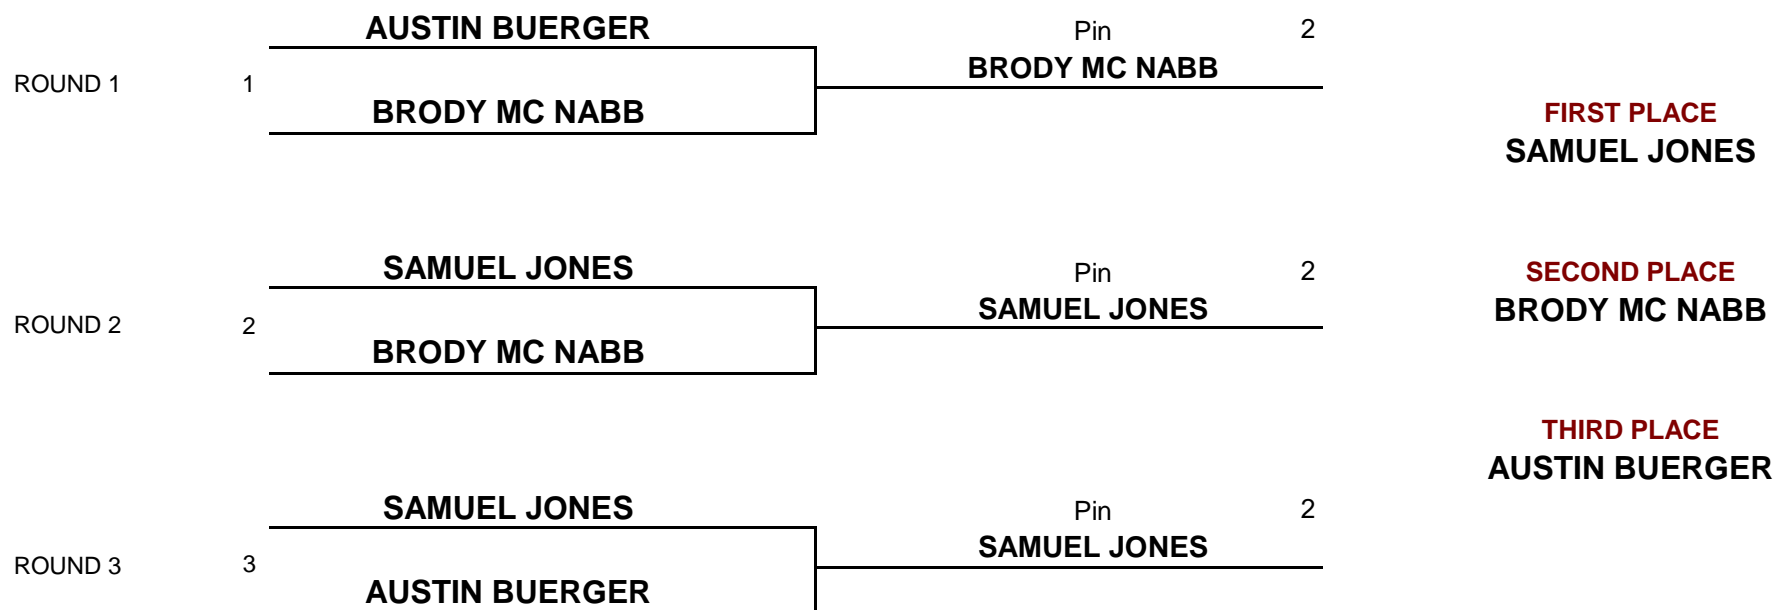 AUSTIN BUERGER
Pin 2
ROUND 1 1 BRODY MC NABB
BRODY MC NABB
FIRST PLACE
SAMUEL JONES
SAMUEL JONES
Pin 2
SECOND PLACE
ROUND 2 2 SAMUEL JONES
BRODY MC NABB
BRODY MC NABB
THIRD PLACE
AUSTIN BUERGER
SAMUEL JONES
Pin 2
ROUND 3 3 SAMUEL JONES
AUSTIN BUERGER